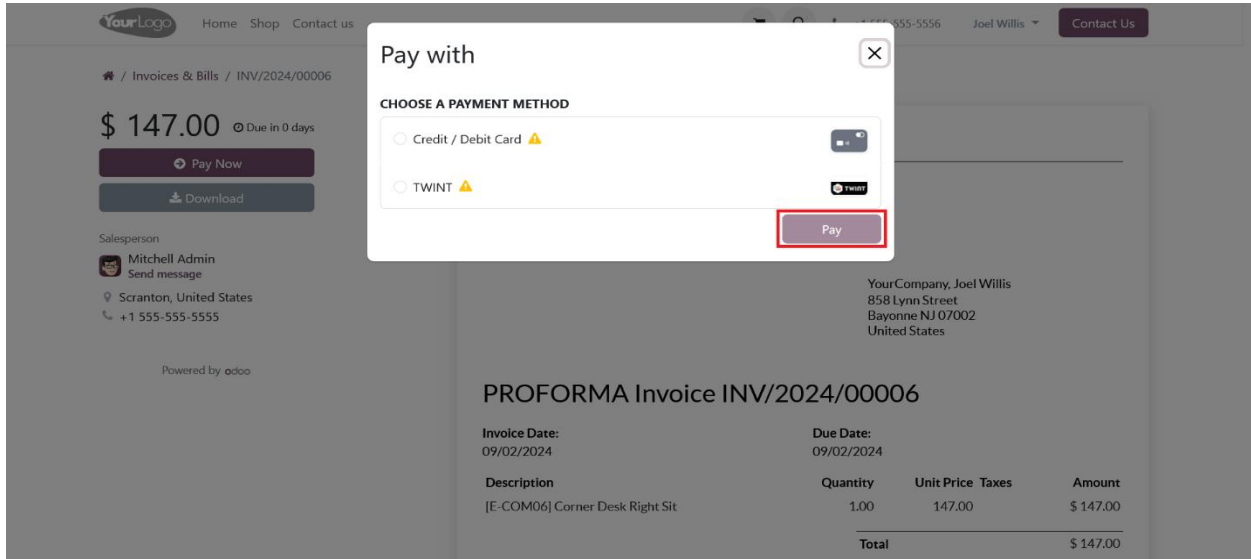 YourLogo Home Shop Contact us 555-5556 Joel Willis Contact Us
/ Invoices & Bills / INV/2024/00006
$ 147.00 Due in 0 days
Pay Now
Download
Salesperson
Mitchell Admin
Send message
Scranton, United States
+1 555-555-5555
Powered by odoo
Pay with
CHOOSE A PAYMENT METHOD
Credit / Debit Card
TWINT TWINT
Pay
YourCompany, Joel Willis
858 Lynn Street
Bayonne NJ 07002
United States
PROFORMA Invoice INV/2024/00006
Invoice Date: Due Date:
09/02/2024 09/02/2024
Description Quantity Unit Price Taxes Amount
[E-COM06] Corner Desk Right Sit 1.00 147.00 $ 147.00
Total $ 147.00